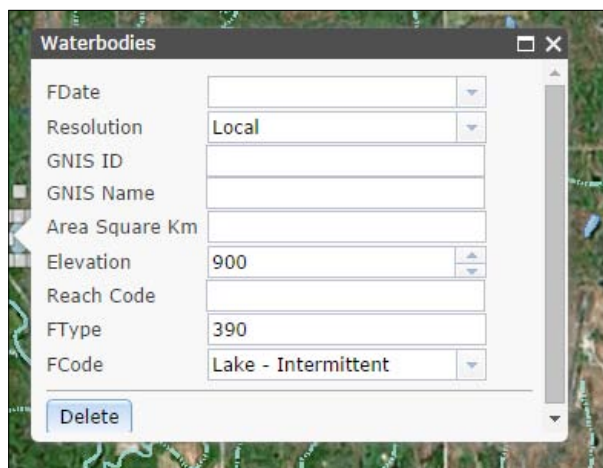 Waterbodies
FDate
Resolution Local
GNIS ID
GNIS Name
Area Square Km
Elevation 900
Reach Code
FType 390
FCode Lake - Intermittent
Delete